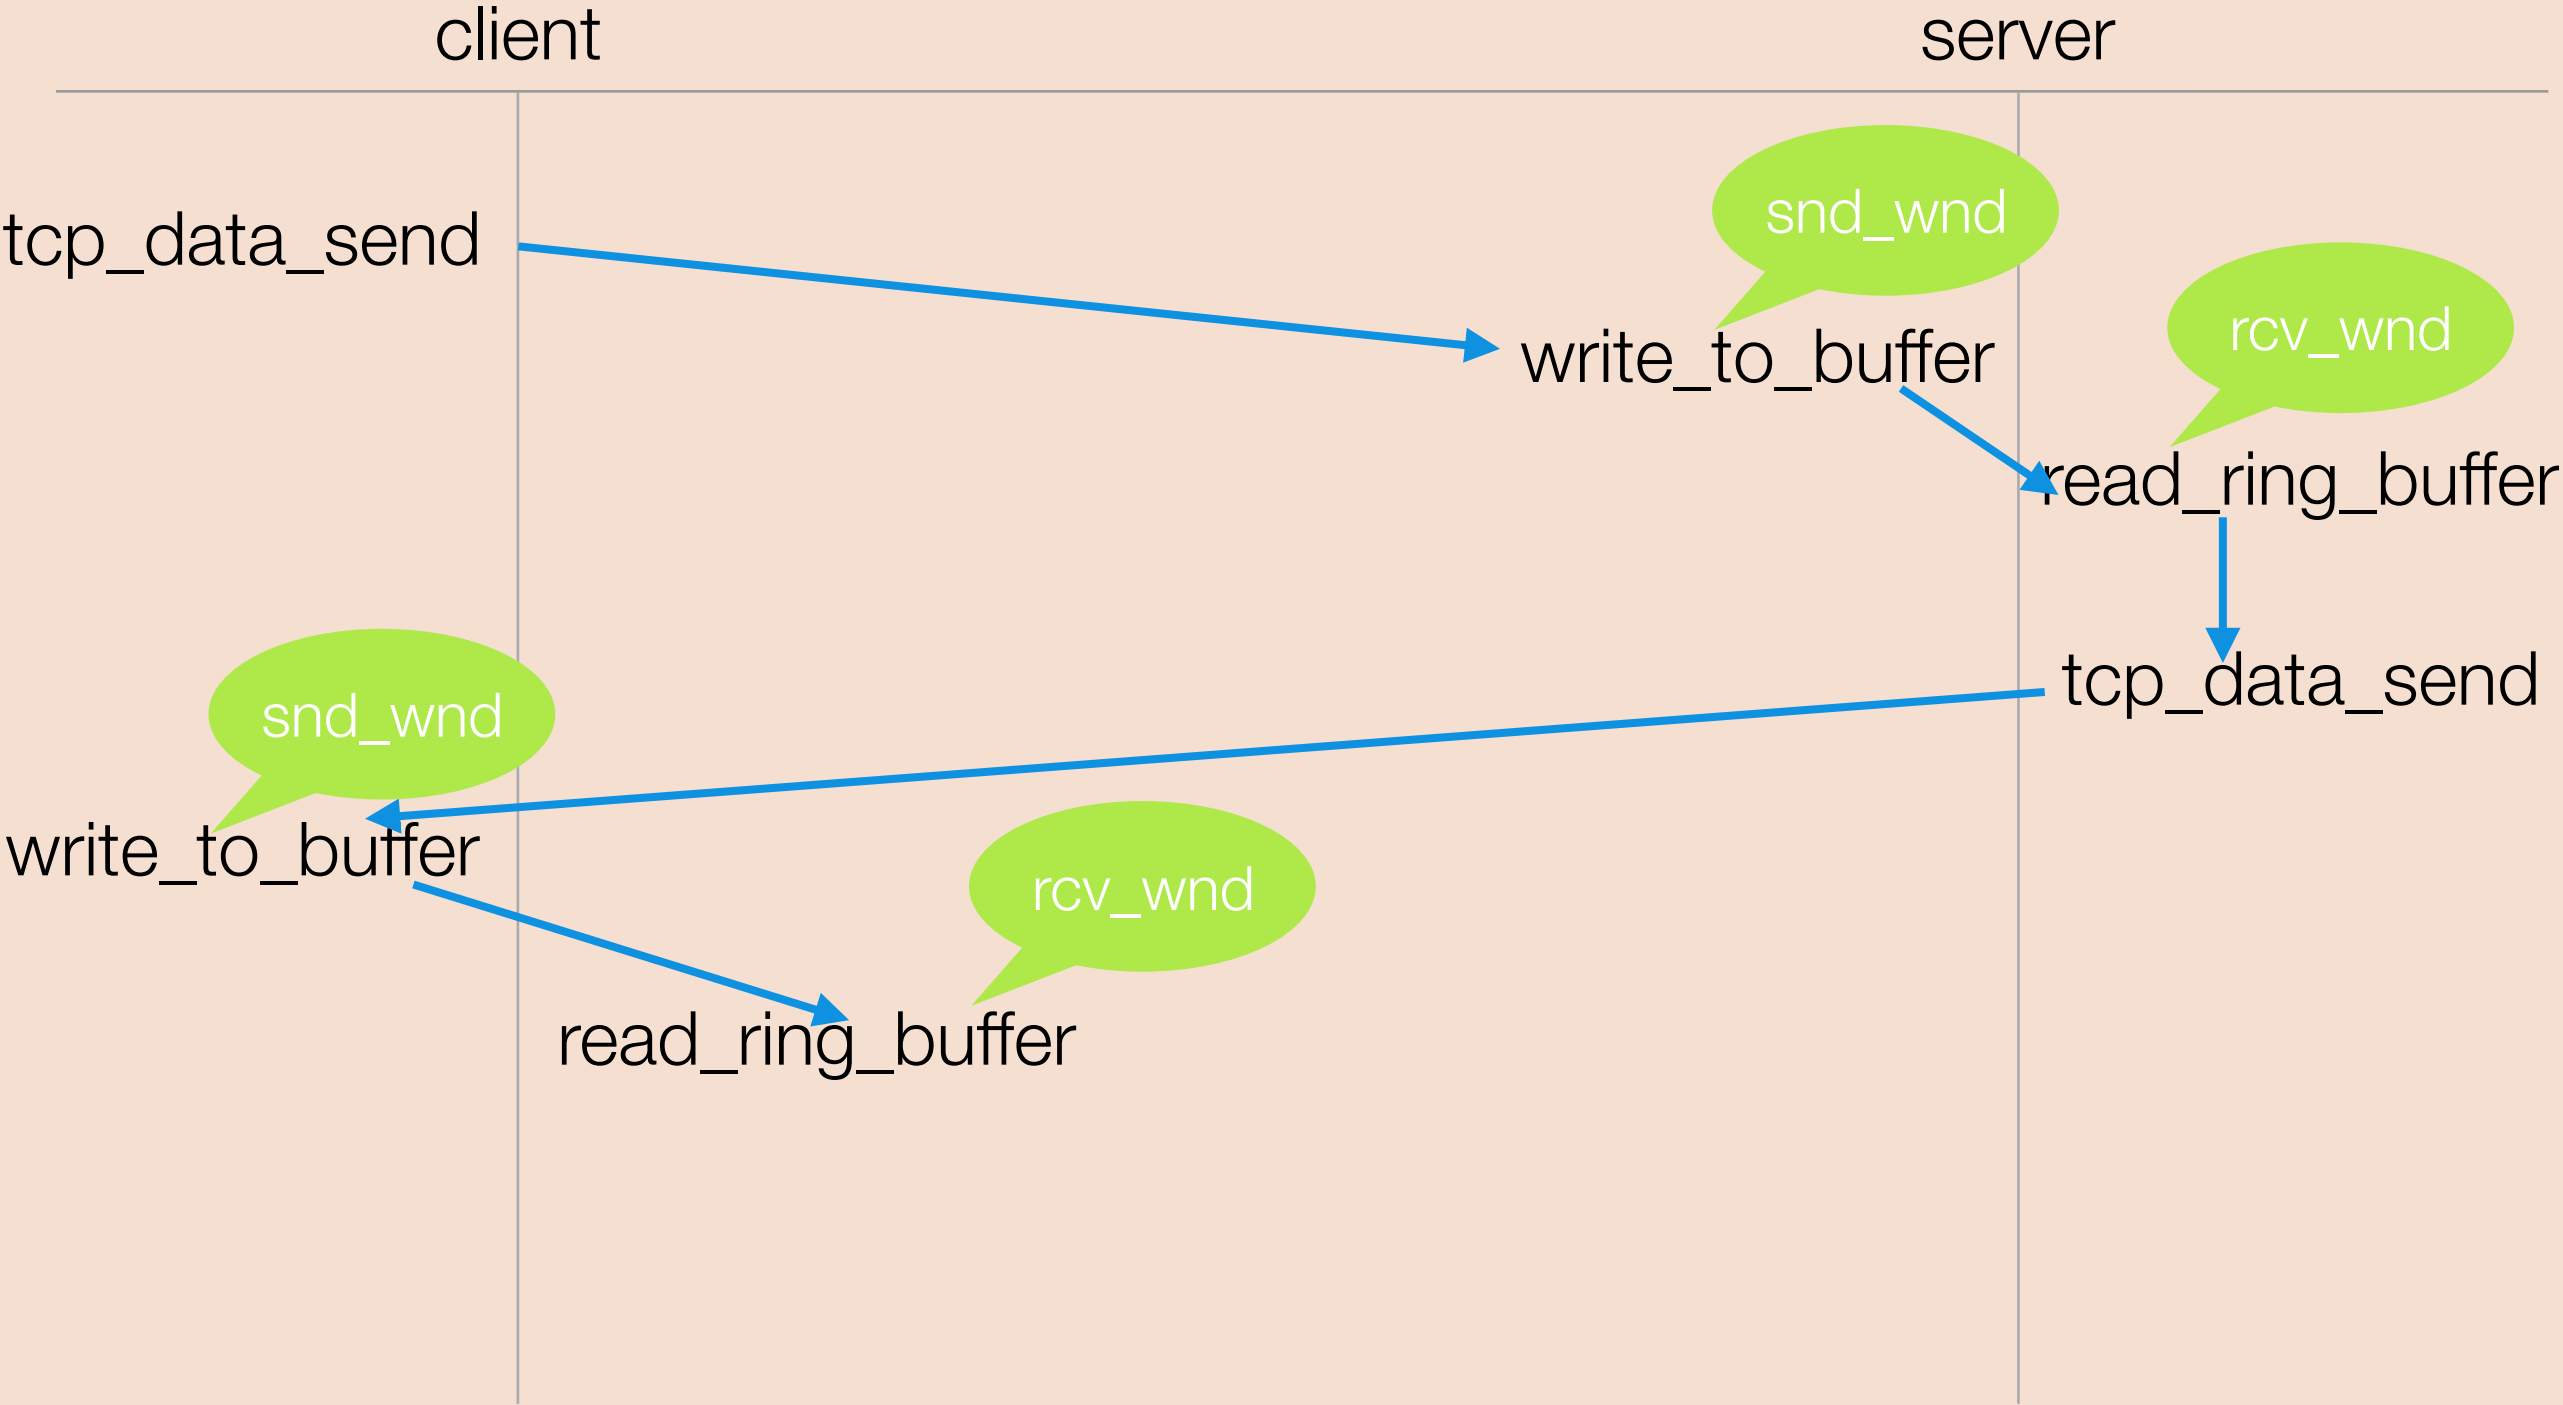 client
server
tcp_data_send
snd_wnd
write_to_buffer
rcv_wnd
read_ring_buffer
tcp_data_send
snd_wnd
write_to_buffer
rcv_wnd
read_ring_buffer